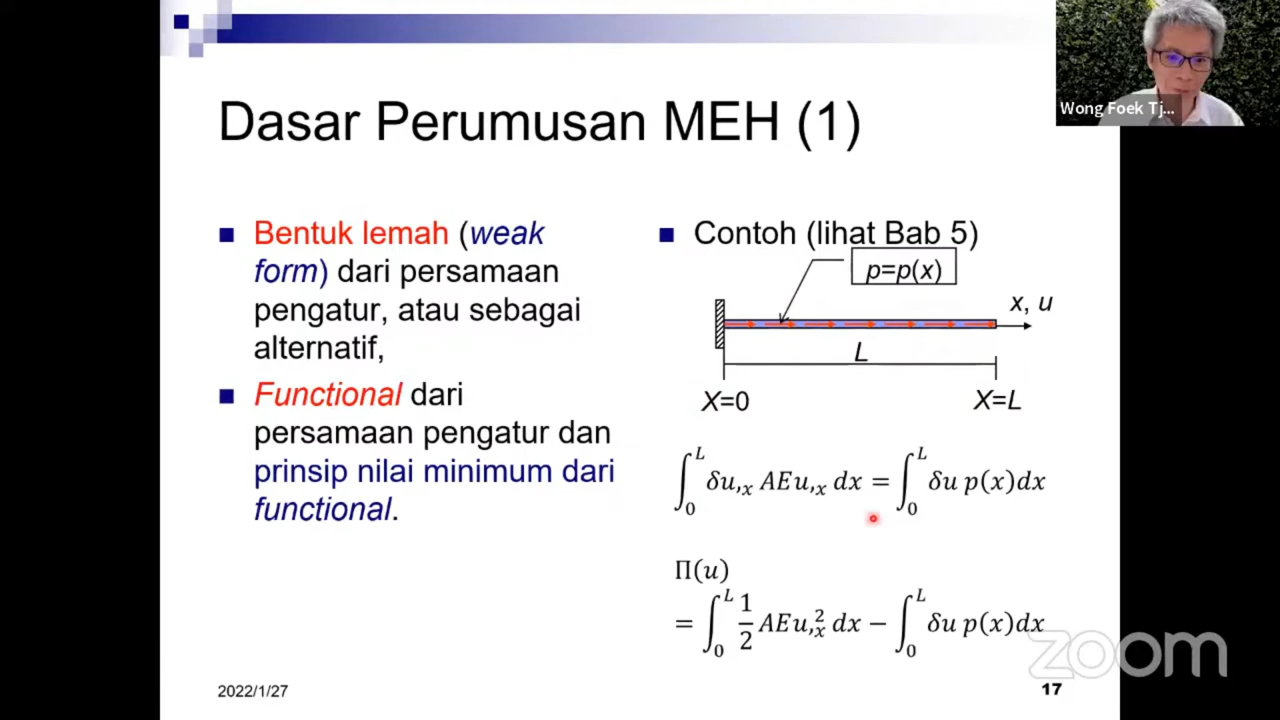 Wong Foek Tj...
Dasar Perumusan MEH (1)
Bentuk lemah (weak
form) dari persamaan
pengatur, atau sebagai
alternatif,
Functional dari
persamaan pengatur dan
prinsip nilai minimum dari
functional.
Contoh (lihat Bab 5)
p=p(x)
x, u
L
X=0 X=L
∫₀ᴸ δu,ₓ AEu,ₓ dx = ∫₀ᴸ δu p(x)dx
Π(u)
= ∫₀ᴸ 1/2 AEu,ₓ² dx − ∫₀ᴸ δu p(x)dx
zoom
2022/1/27
17